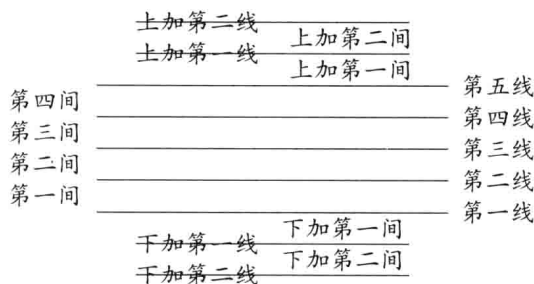 上加第二线
上加第二间
上加第一线
上加第一间
第五线
第四间
第四线
第三间
第三线
第二间
第二线
第一间
第一线
下加第一间
下加第一线
下加第二间
下加第二线